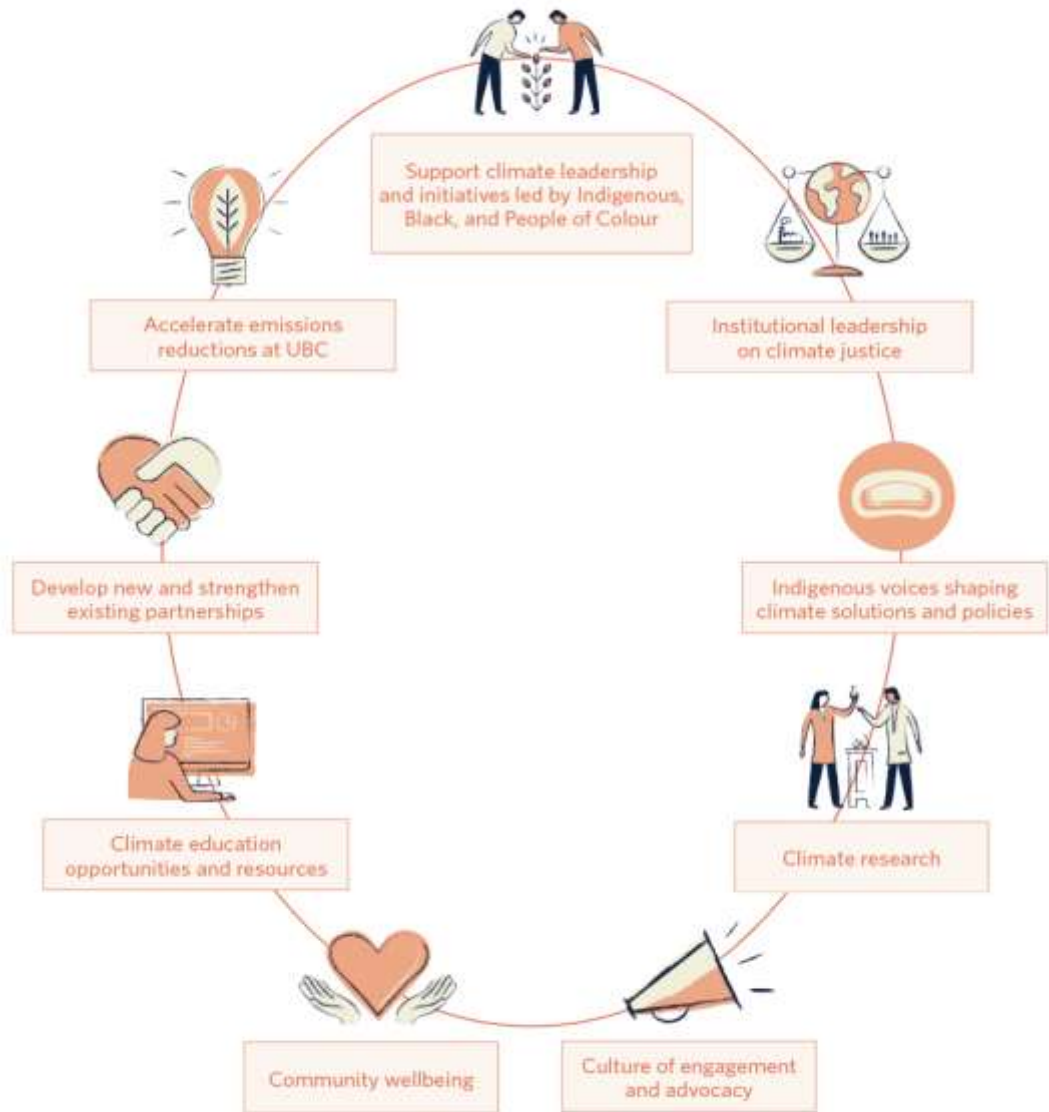 Support climate leadership
and initiatives led by Indigenous,
Black, and People of Colour
Accelerate emissions
reductions at UBC
Institutional leadership
on climate justice
Develop new and strengthen
existing partnerships
Indigenous voices shaping
climate solutions and policies
Climate education
opportunities and resources
Climate research
Community wellbeing
Culture of engagement
and advocacy